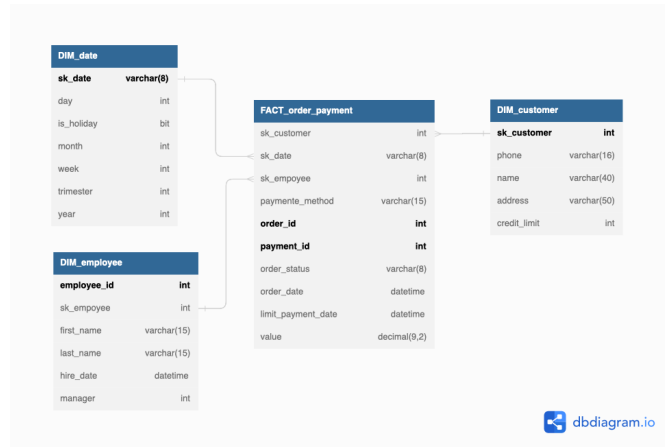 DIM_date
sk_date varchar(8)
day int
is_holiday bit
month int
week int
trimester int
year int
DIM_employee
employee_id int
sk_empoyee int
first_name varchar(15)
last_name varchar(15)
hire_date datetime
manager int
FACT_order_payment
sk_customer int
sk_date varchar(8)
sk_empoyee int
paymente_method varchar(15)
order_id int
payment_id int
order_status varchar(8)
order_date datetime
limit_payment_date datetime
value decimal(9,2)
DIM_customer
sk_customer int
phone varchar(16)
name varchar(40)
address varchar(50)
credit_limit int
dbdiagram.io